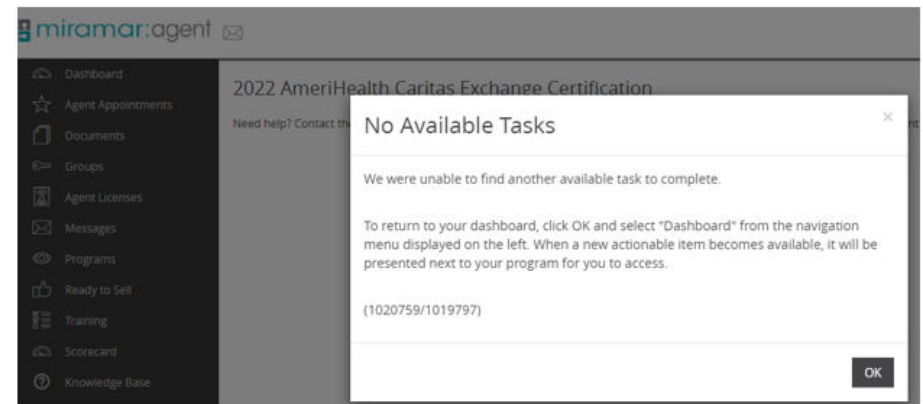 miramar:agent
Dashboard
Agent Appointments
Documents
Groups
Agent Licenses
Messages
Programs
Ready to Sell
Training
Scorecard
Knowledge Base
2022 AmeriHealth Caritas Exchange Certification
Need help? Contact the
No Available Tasks
×
We were unable to find another available task to complete.
To return to your dashboard, click OK and select "Dashboard" from the navigation
menu displayed on the left. When a new actionable item becomes available, it will be
presented next to your program for you to access.
(1020759/1019797)
OK